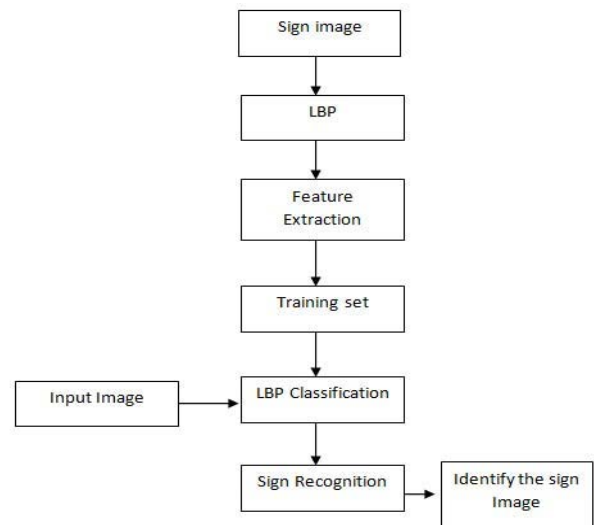 Sign image
LBP
Feature
Extraction
Training set
Input Image
LBP Classification
Sign Recognition
Identify the sign
Image